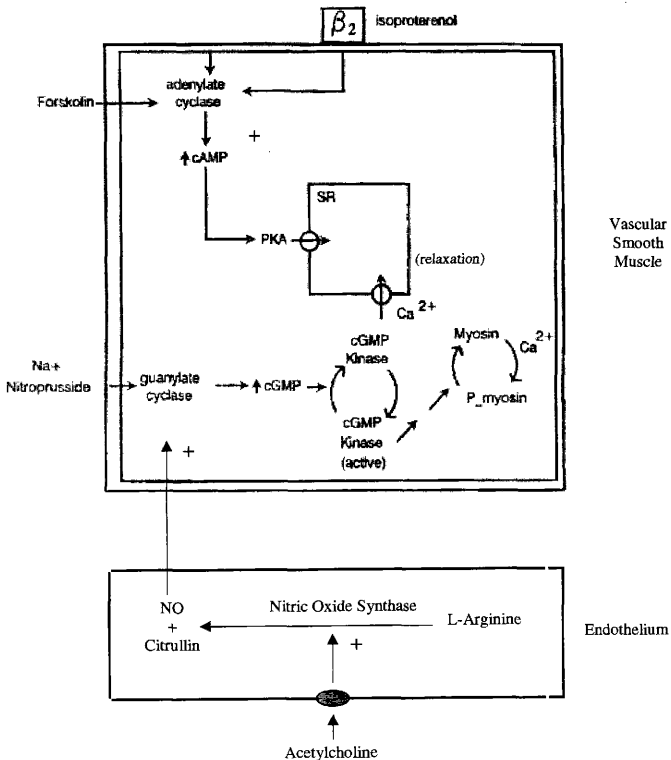 β2 isoproterenol
adenylate
cyclase
Forskolin
+
cAMP
SR
PKA
(relaxation)
Vascular
Smooth
Muscle
Ca 2+
cGMP
Kinase
Myosin
Ca 2+
Na+
Nitroprusside
guanylate
cyclase
cGMP
P_myosin
cGMP
Kinase
(active)
+
NO
+
Citrullin
Nitric Oxide Synthase
L-Arginine
Endothelium
+
Acetylcholine